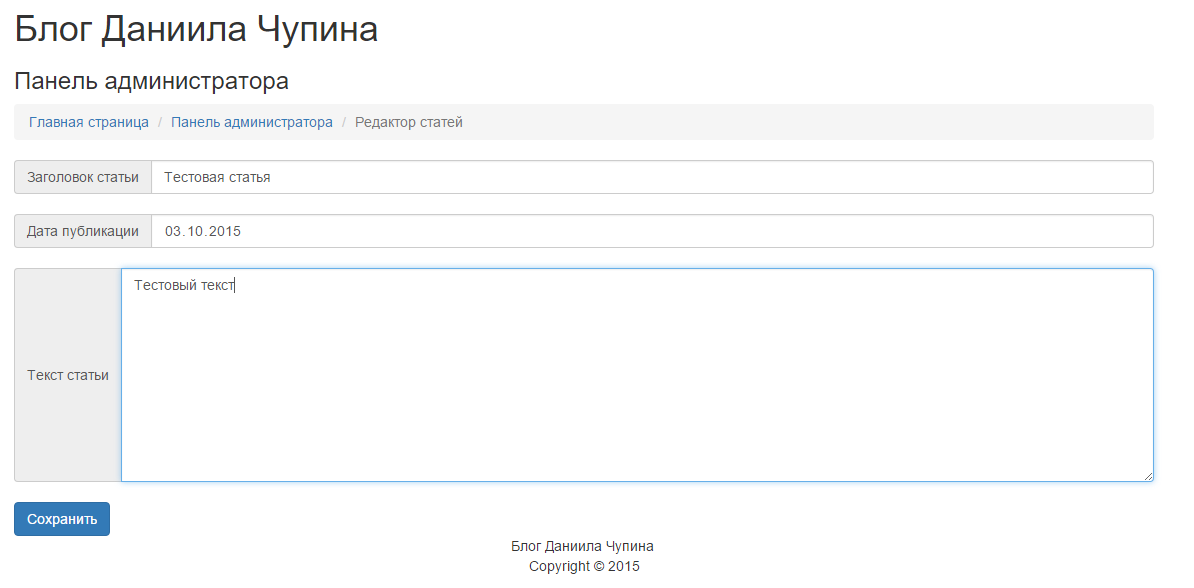 Блог Даниила Чупина
Панель администратора
Главная страница / Панель администратора / Редактор статей
Заголовок статьи Тестовая статья
Дата публикации 03.10.2015
Тестовый текст
Текст статьи
Сохранить
Блог Даниила Чупина
Copyright © 2015